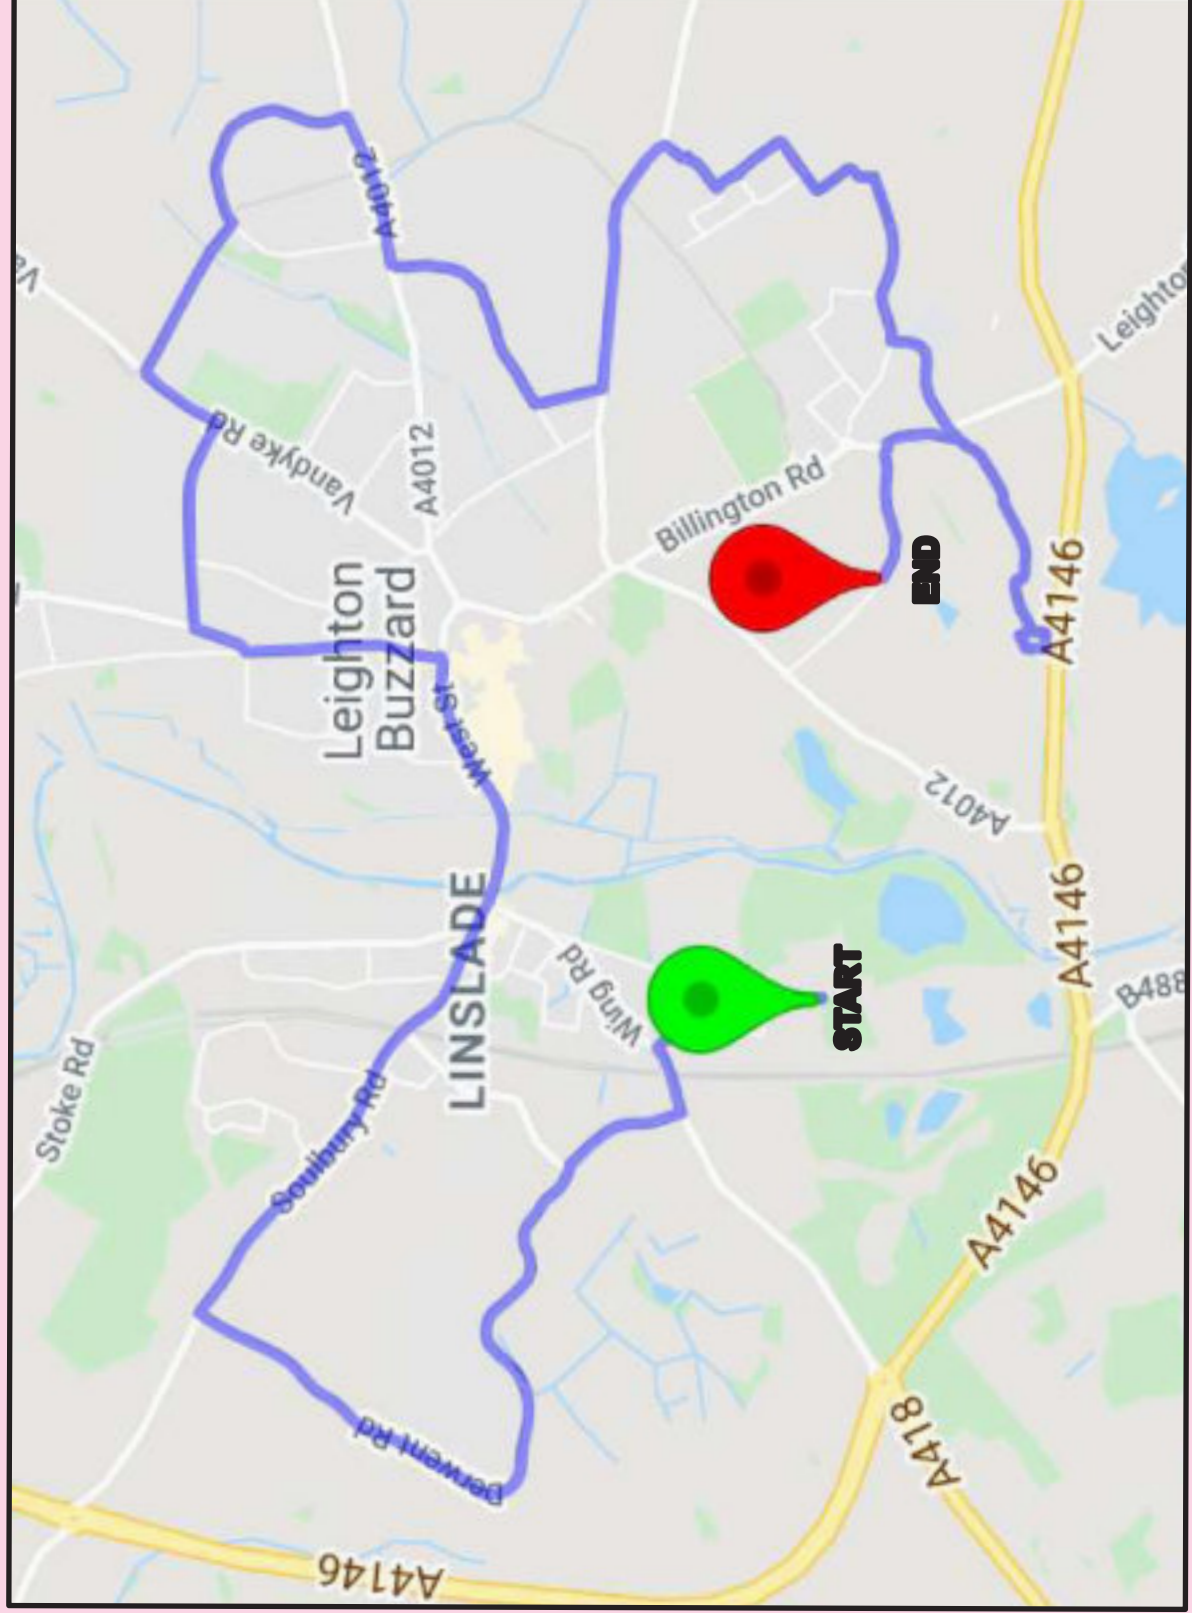 Va
A4012
Vandyke Rd
A4012
Leighton
Billington Rd
Leighton
Buzzard
END
A4146
West St
A4012
LINSLADE
A4146
Wing Rd
START
B488
Stoke Rd
Soulbury Rd
A4146
Derwent Rd
A418
A4146